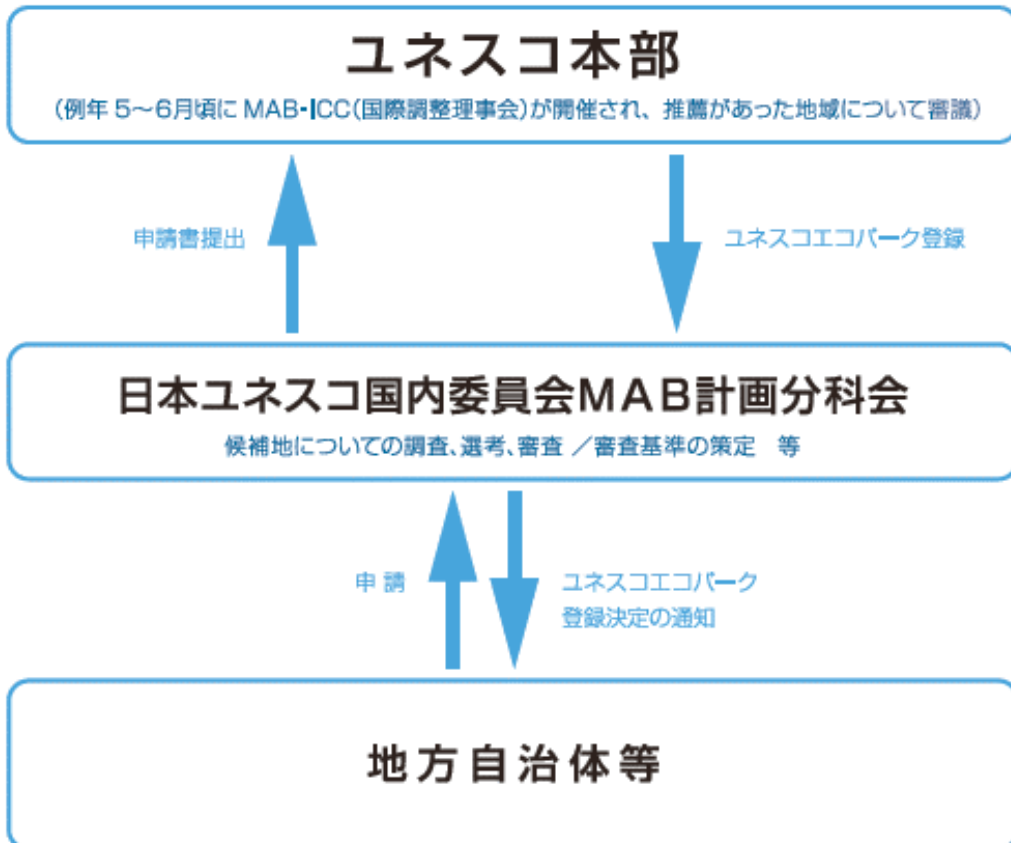 ユネスコ本部
(例年 5〜6月頃に MAB-ICC(国際調整理事会)が開催され、推薦があった地域について審議)
申請書提出
ユネスコエコパーク登録
日本ユネスコ国内委員会MAB計画分科会
候補地についての調査、選考、審査 ／審査基準の策定　等
申 請
ユネスコエコパーク
登録決定の通知
地方自治体等